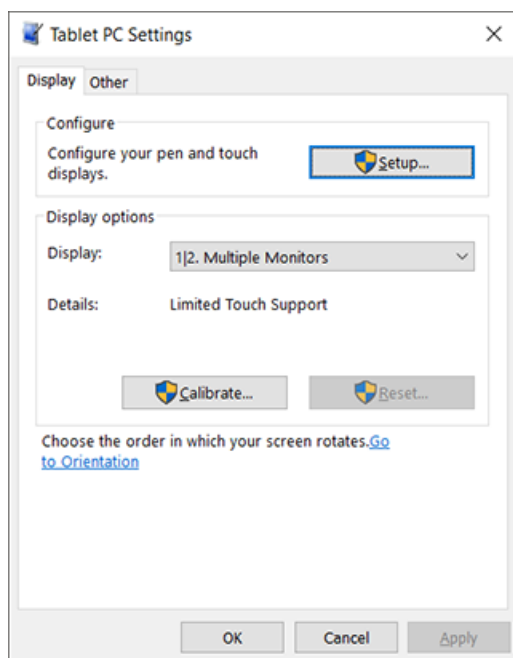 Tablet PC Settings
Display
Other
Configure
Configure your pen and touch
displays.
Setup...
Display options
Display:
1|2. Multiple Monitors
Details:
Limited Touch Support
Calibrate...
Reset...
Choose the order in which your screen rotates.Go
to Orientation
OK
Cancel
Apply